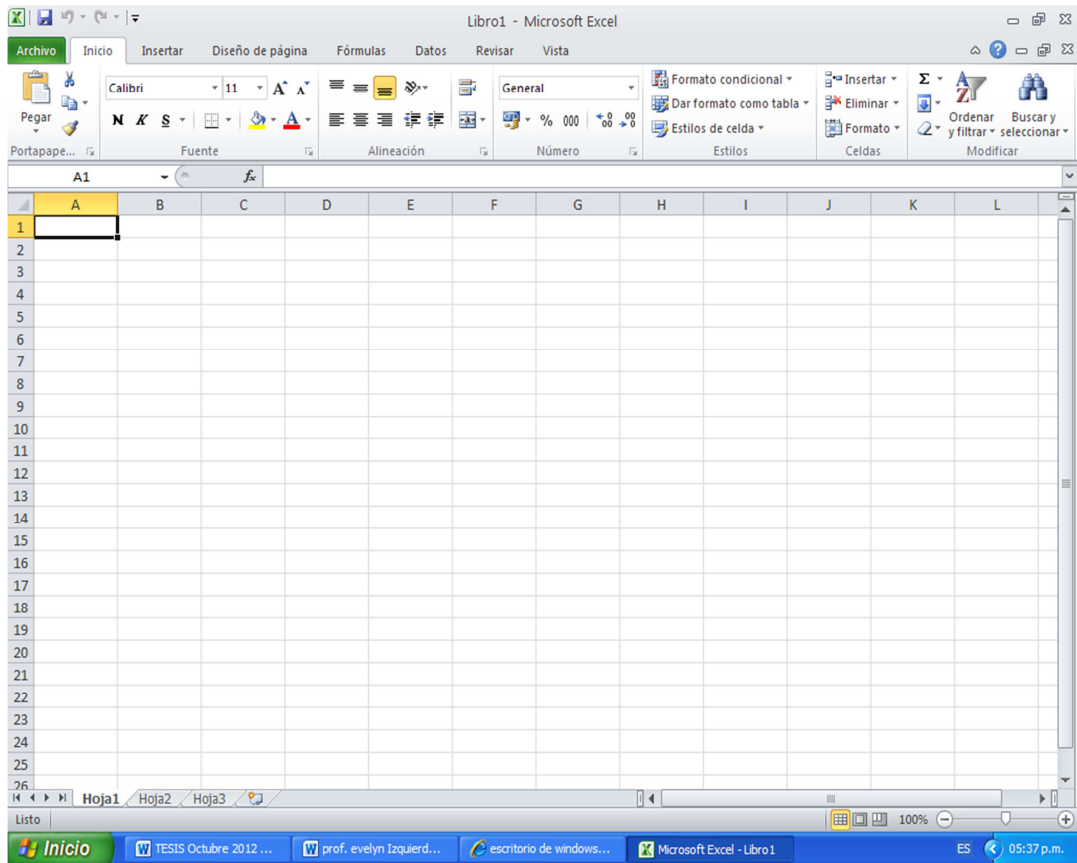 Libro1 - Microsoft Excel
Archivo Inicio Insertar Diseño de página Fórmulas Datos Revisar Vista
Pegar
Calibri 11
General
Formato condicional
Dar formato como tabla
Estilos de celda
Insertar
Eliminar
Formato
Σ
Ordenar y filtrar
Buscar y seleccionar
N K S A % 000
Portapape... Fuente Alineación Número Estilos Celdas Modificar
A1 fx
A B C D E F G H I J K L
1
2
3
4
5
6
7
8
9
10
11
12
13
14
15
16
17
18
19
20
21
22
23
24
25
26
Hoja1 Hoja2 Hoja3
Listo 100%
Inicio TESIS Octubre 2012 ... prof. evelyn Izquierd... escritorio de windows... Microsoft Excel - Libro1 ES 05:37 p.m.